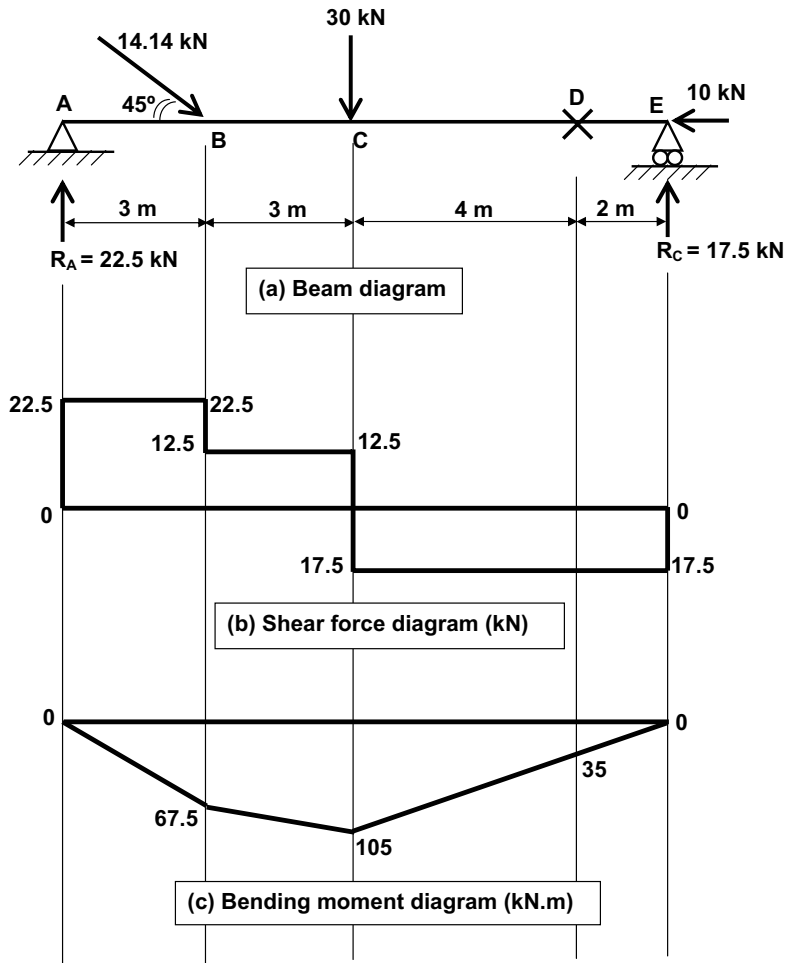 30 kN
14.14 kN
45º
A
B
C
D
E
10 kN
3 m
3 m
4 m
2 m
RA = 22.5 kN
RC = 17.5 kN
(a) Beam diagram
22.5
22.5
12.5
12.5
0
0
17.5
17.5
(b) Shear force diagram (kN)
0
0
67.5
105
35
(c) Bending moment diagram (kN.m)